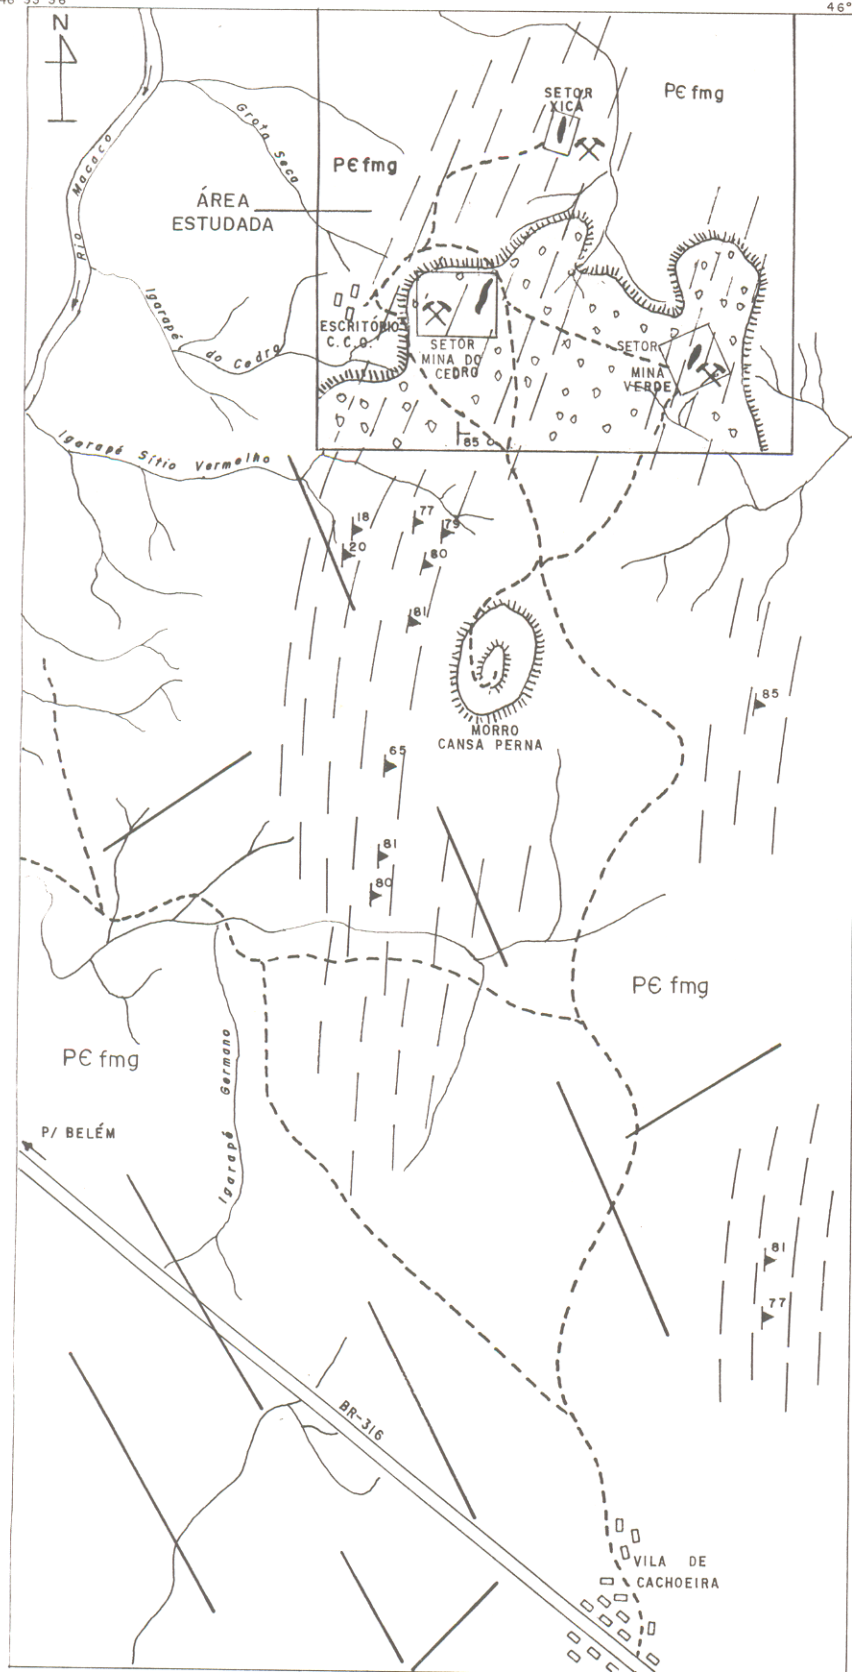 46°
N
SETOR
XICA
PЄ fmg
Grota Seca
Rio Macaco
PЄ fmg
ÁREA
ESTUDADA
Igarapé do Cedro
ESCRITÓRIO
C.C.O.
SETOR
MINA DO
CEDRO
SETOR
MINA
VERDE
85
Igarapé Sítio Vermelho
18
77
79
20
80
81
85
MORRO
CANSA PERNA
65
81
80
PЄ fmg
PЄ fmg
Igarapé Germano
P/ BELÉM
81
77
BR-316
VILA DE
CACHOEIRA